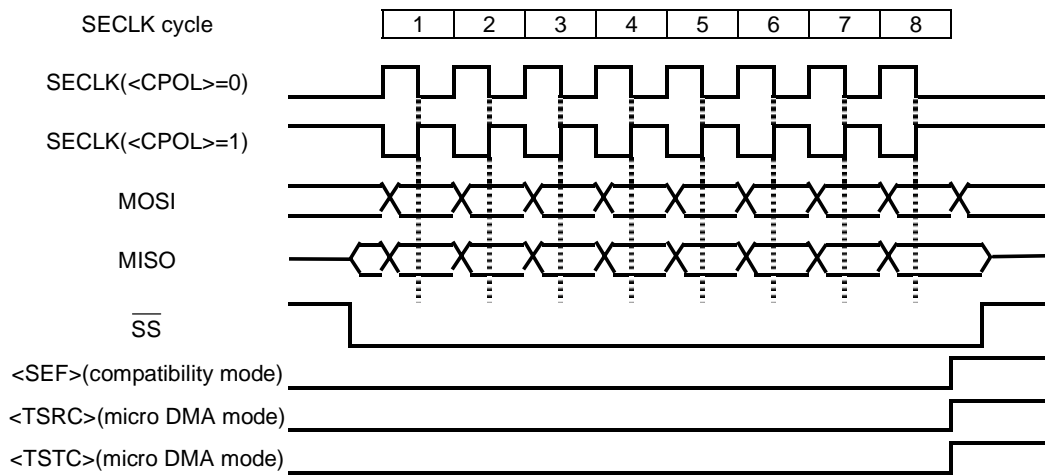 SECLK cycle 1 2 3 4 5 6 7 8
SECLK(<CPOL>=0)
SECLK(<CPOL>=1)
MOSI
MISO
SS
<SEF>(compatibility mode)
<TSRC>(micro DMA mode)
<TSTC>(micro DMA mode)